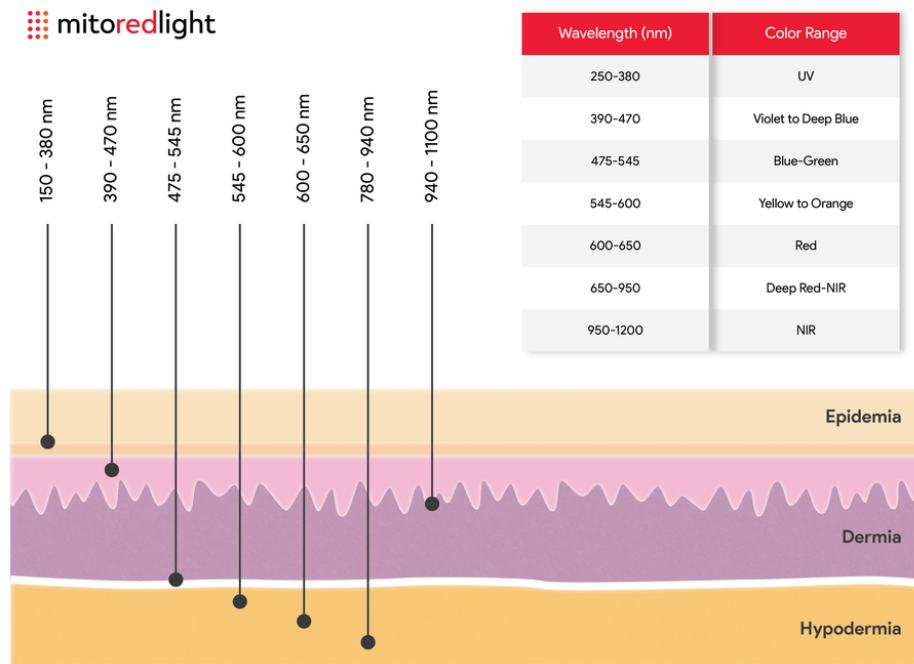 mitoredlight
Wavelength (nm) Color Range
250-380 UV
390-470 Violet to Deep Blue
475-545 Blue-Green
545-600 Yellow to Orange
600-650 Red
650-950 Deep Red-NIR
950-1200 NIR
150 - 380 nm
390 - 470 nm
475 - 545 nm
545 - 600 nm
600 - 650 nm
780 - 940 nm
940 - 1100 nm
Epidemia
Dermia
Hypodermia